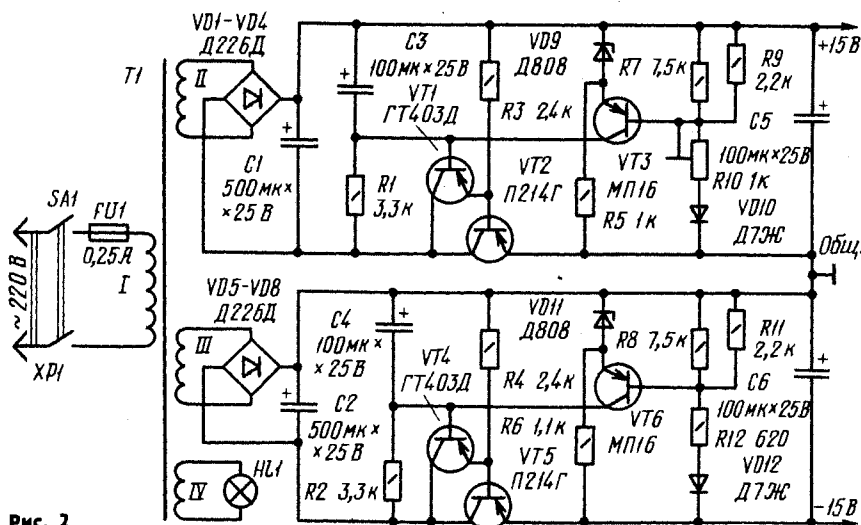 VD1-VD4
Д226Д
T1
II
+
C1
500мк×
×25В
+
C3
100мк×25В
VT1
ГТ403Д
R1
3,3к
R3 2,4к
VT2
П214Г
VD9
Д808
R5 1к
VT3
МП16
R7 7,5к
R9
2,2к
C5
100мк×25В
+
R10 1к
VD10
Д7Ж
+15В
Общ.
SA1
FU1
0,25А
I
~220В
XP1
VD5-VD8
Д226Д
III
+
C2
500мк×
×25В
C4
100мк×
×25В
+
VT4
ГТ403Д
R2 3,3к
R4 2,4к
R6 1,1к
VT5
П214Г
VD11
Д808
R8 7,5к
VT6
МП16
R11
2,2к
C6
100мк×25В
+
R12 620
VD12
Д7Ж
-15В
IV
HL1
Рис. 2